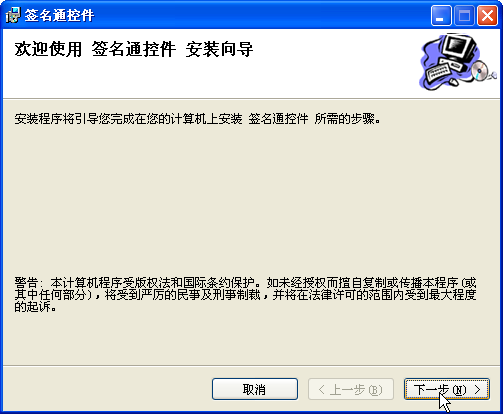 签名通控件
欢迎使用 签名通控件 安装向导
安装程序将引导您完成在您的计算机上安装 签名通控件 所需的步骤。
警告: 本计算机程序受版权法和国际条约保护。如未经授权而擅自复制或传播本程序(或
其中任何部分)，将受到严厉的民事及刑事制裁，并将在法律许可的范围内受到最大程度
的起诉。
取消
< 上一步(B)
下一步(N) >